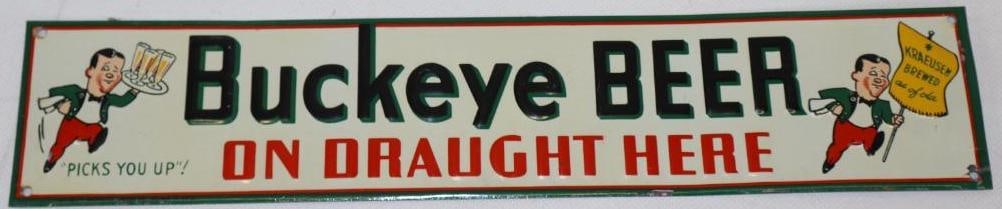 Buckeye BEER
ON DRAUGHT HERE
"PICKS YOU UP"!
KRAEUSEN
BREWED
as of old